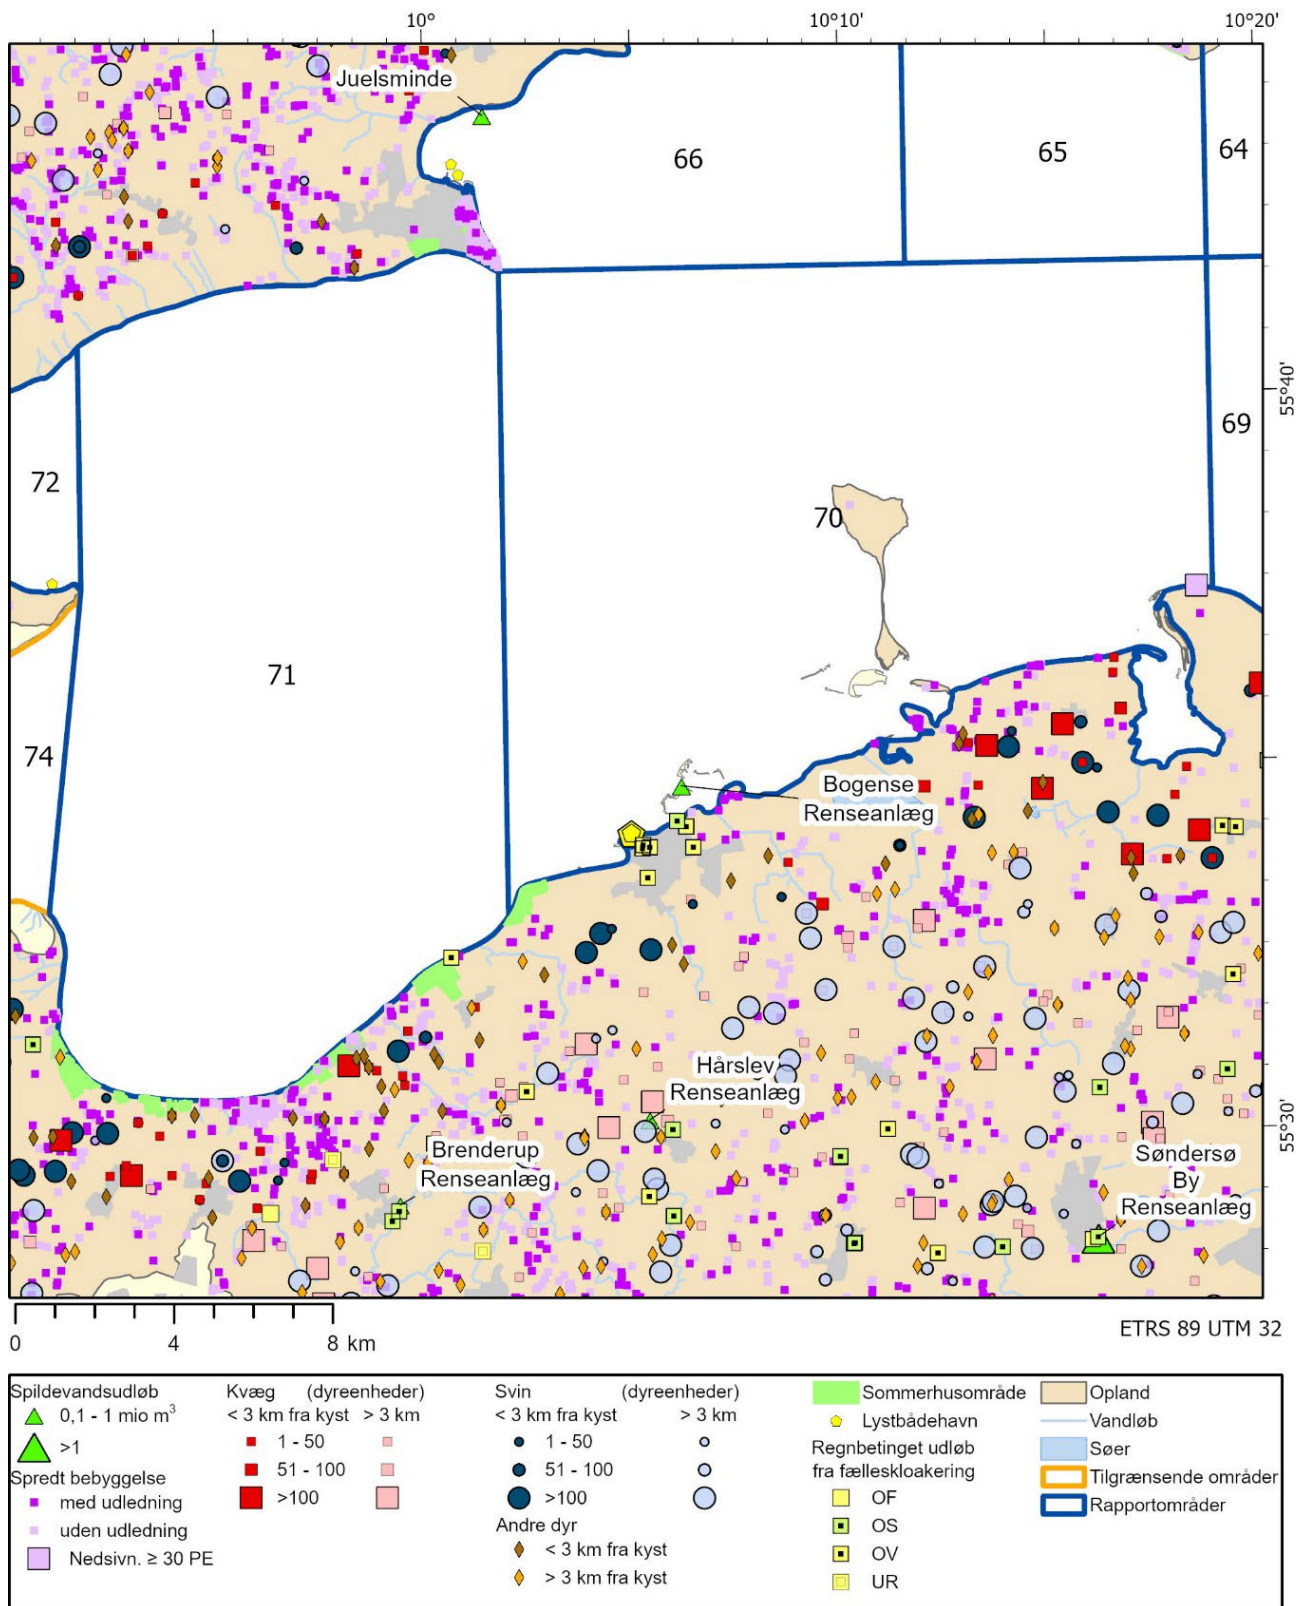 10°
10°10'
10°20'
Juelsminde
66
65
64
55°40'
69
72
70
71
74
Bogense
Renseanlæg
Hårslev
Renseanlæg
55°30'
Brenderup
Renseanlæg
Søndersø
By
Renseanlæg
0 4 8 km
ETRS 89 UTM 32
Spildevandsudløb
0,1 - 1 mio m³
>1
Spredt bebyggelse
med udledning
uden udledning
Nedsivn. ≥ 30 PE
Kvæg (dyreenheder)
< 3 km fra kyst > 3 km
1 - 50
51 - 100
>100
Svin (dyreenheder)
< 3 km fra kyst > 3 km
1 - 50
51 - 100
>100
Andre dyr
< 3 km fra kyst
> 3 km fra kyst
Sommerhusområde
Lystbådehavn
Regnbetinget udløb
fra fælleskloakering
OF
OS
OV
UR
Opland
Vandløb
Søer
Tilgrænsende områder
Rapportområder